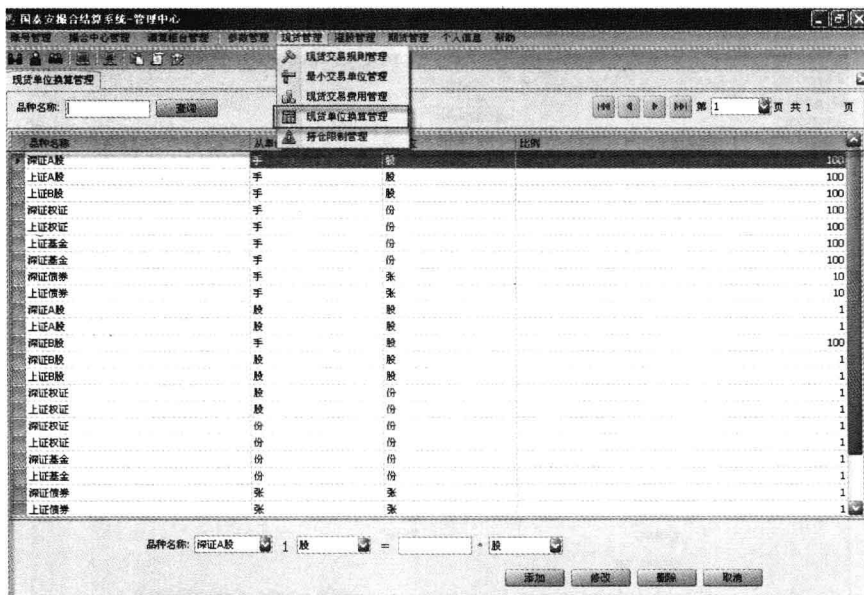 国泰安撮合结算系统-管理中心
账号管理 撮合中心管理 清算柜台管理 参数管理 现货管理 港股管理 期货管理 个人信息 帮助
现货交易规则管理
最小交易单位管理
现货交易费用管理
现货单位换算管理
持仓限制管理
现货单位换算管理
品种名称: 查询 第 1 页 共 1 页
品种名称 从单 位 比例
深证A股 手 股 100
上证A股 手 股 100
上证B股 手 股 100
深证权证 手 份 100
上证权证 手 份 100
上证基金 手 份 100
深证基金 手 份 100
深证债券 手 张 10
上证债券 手 张 10
深证A股 股 股 1
上证A股 股 股 1
深证B股 手 股 100
深证B股 股 股 1
上证B股 股 股 1
深证权证 股 份 1
上证权证 股 份 1
深证权证 份 份 1
上证权证 份 份 1
深证基金 份 份 1
上证基金 份 份 1
深证债券 张 张 1
上证债券 张 张 1
品种名称: 深证A股 1 股 = * 股
添加 修改 删除 取消